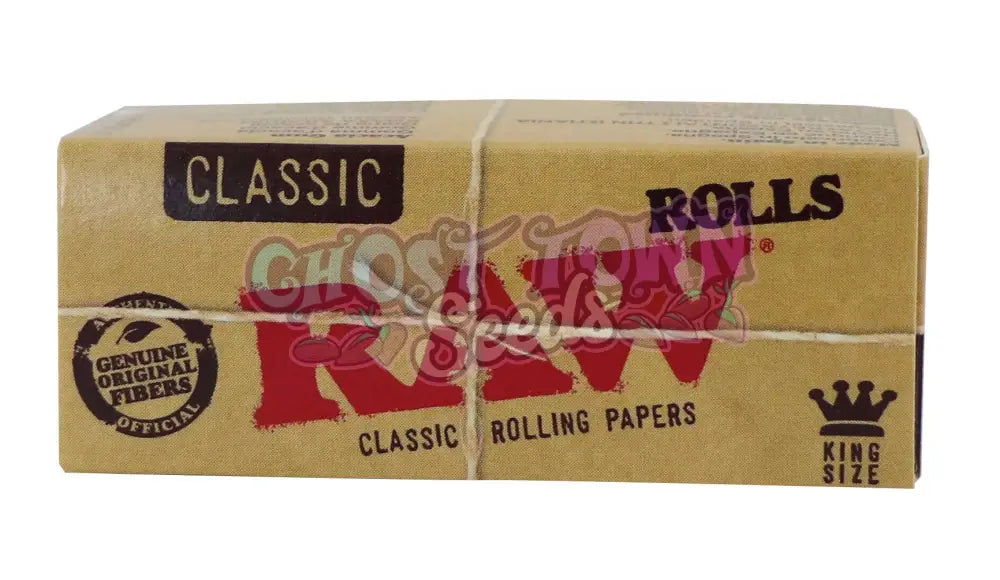 CLASSIC
ROLLS
RAW®
GHOST TOWN
Seeds
CLASSIC ROLLING PAPERS
AUTHENTIC
GENUINE
ORIGINAL
FIBERS
OFFICIAL
KING
SIZE